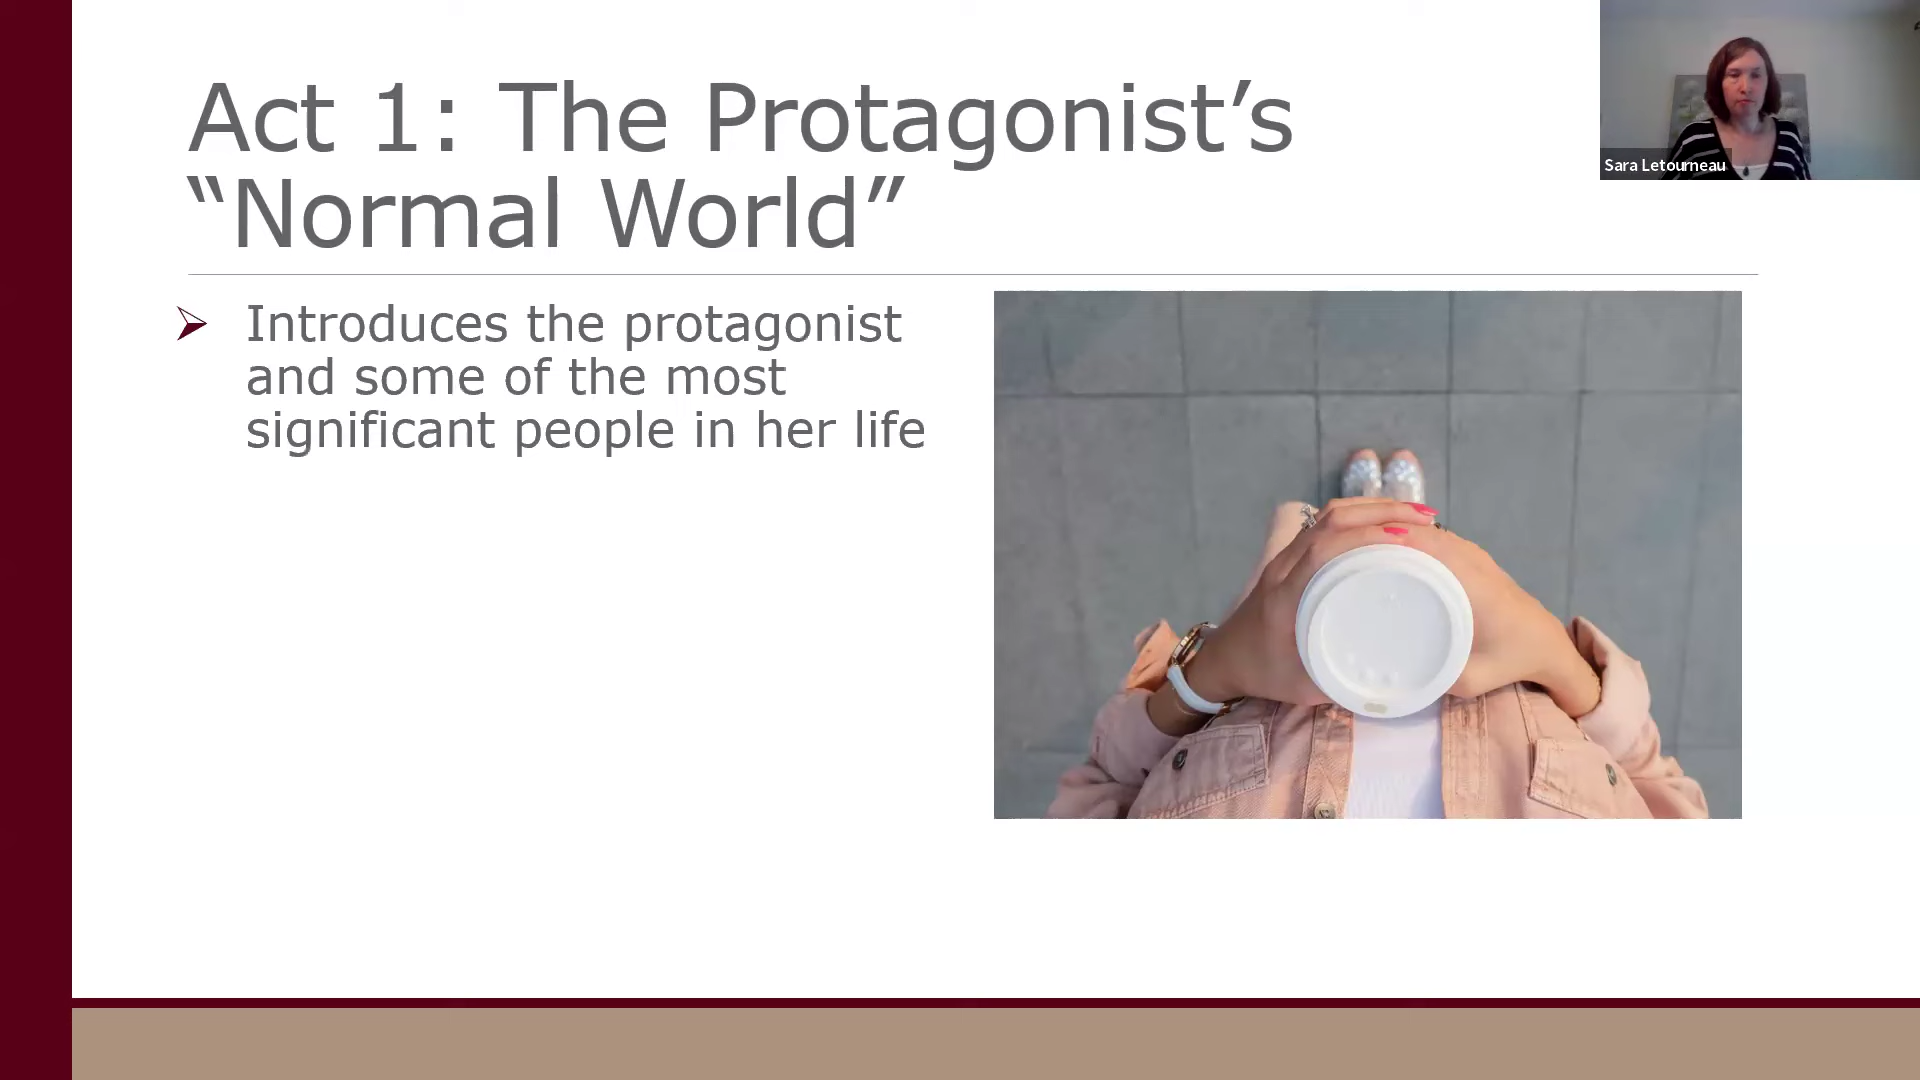 Act 1: The Protagonist’s
“Normal World”
Introduces the protagonist
and some of the most
significant people in her life
Sara Letourneau